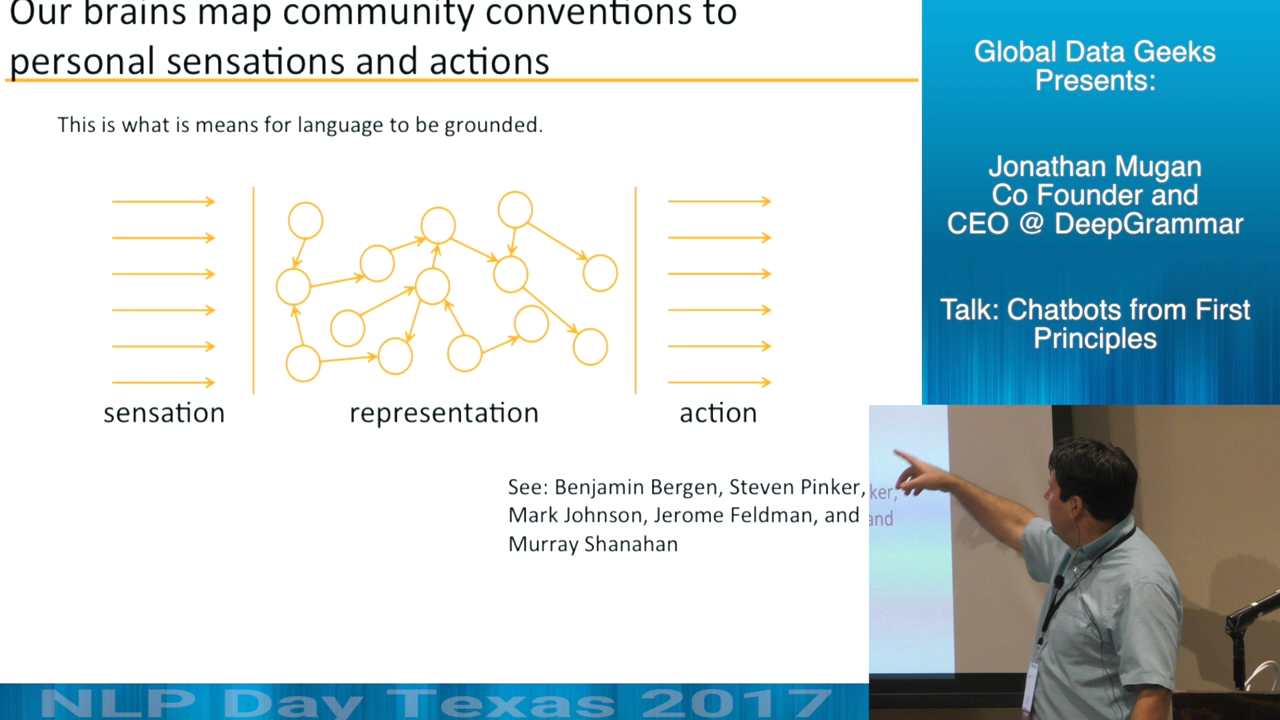 Our brains map community conventions to
personal sensations and actions
This is what is means for language to be grounded.
sensation
representation
action
See: Benjamin Bergen, Steven Pinker,
Mark Johnson, Jerome Feldman, and
Murray Shanahan
Global Data Geeks
Presents:
Jonathan Mugan
Co Founder and
CEO @ DeepGrammar
Talk: Chatbots from First
Principles
ker,
and
NLP Day Texas 2017